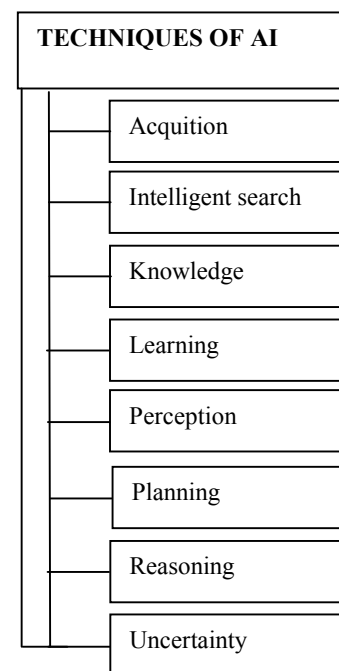 TECHNIQUES OF AI
Acquition
Intelligent search
Knowledge
Learning
Perception
Planning
Reasoning
Uncertainty